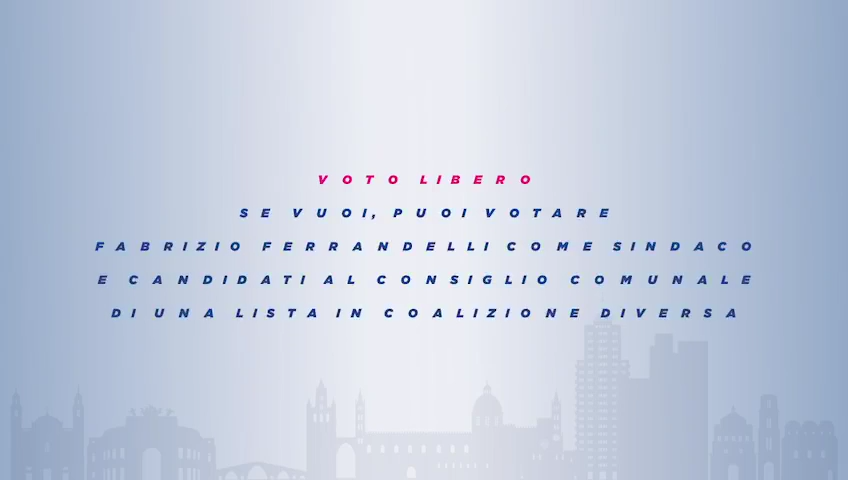 VOTO LIBERO
SE VUOI, PUOI VOTARE
FABRIZIO FERRANDELLI COME SINDACO
E CANDIDATI AL CONSIGLIO COMUNALE
DI UNA LISTA IN COALIZIONE DIVERSA